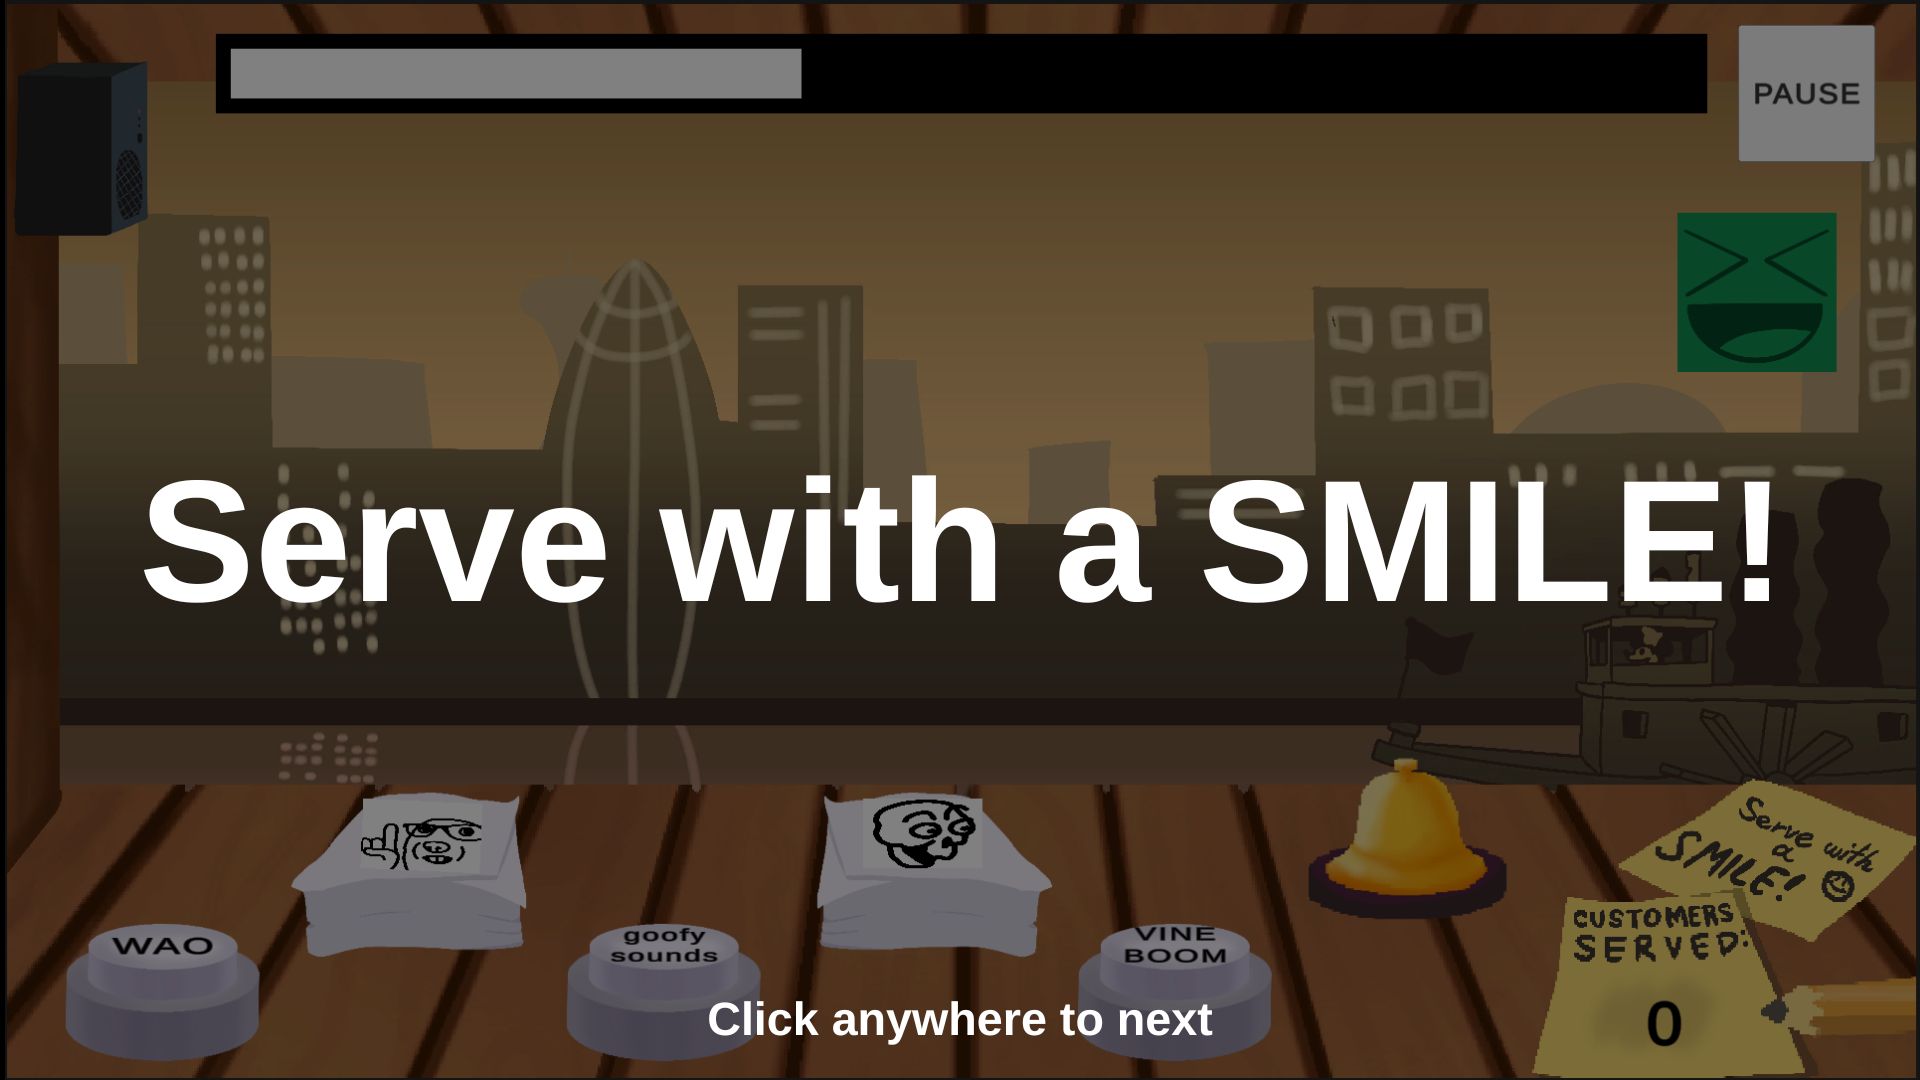 PAUSE
Serve with a SMILE!
WAO
goofy
sounds
VINE
BOOM
Serve with
a
SMILE!
CUSTOMERS
SERVED:
0
Click anywhere to next